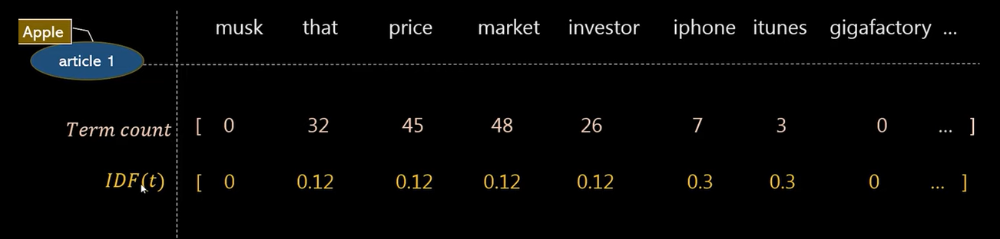 Apple
article 1
musk that price market investor iphone itunes gigafactory ...
Term count [ 0 32 45 48 26 7 3 0 ... ]
IDF(t) [ 0 0.12 0.12 0.12 0.12 0.3 0.3 0 ... ]